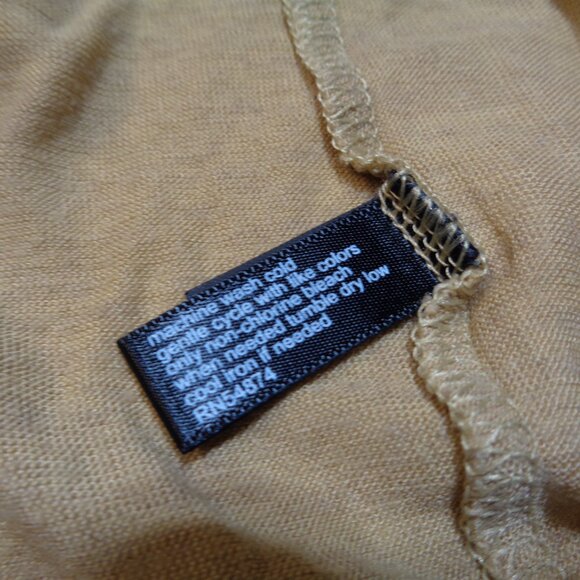 machine wash cold
gentle cycle with like colors
only non-chlorine bleach
when needed tumble dry low
cool iron if needed
RN54874